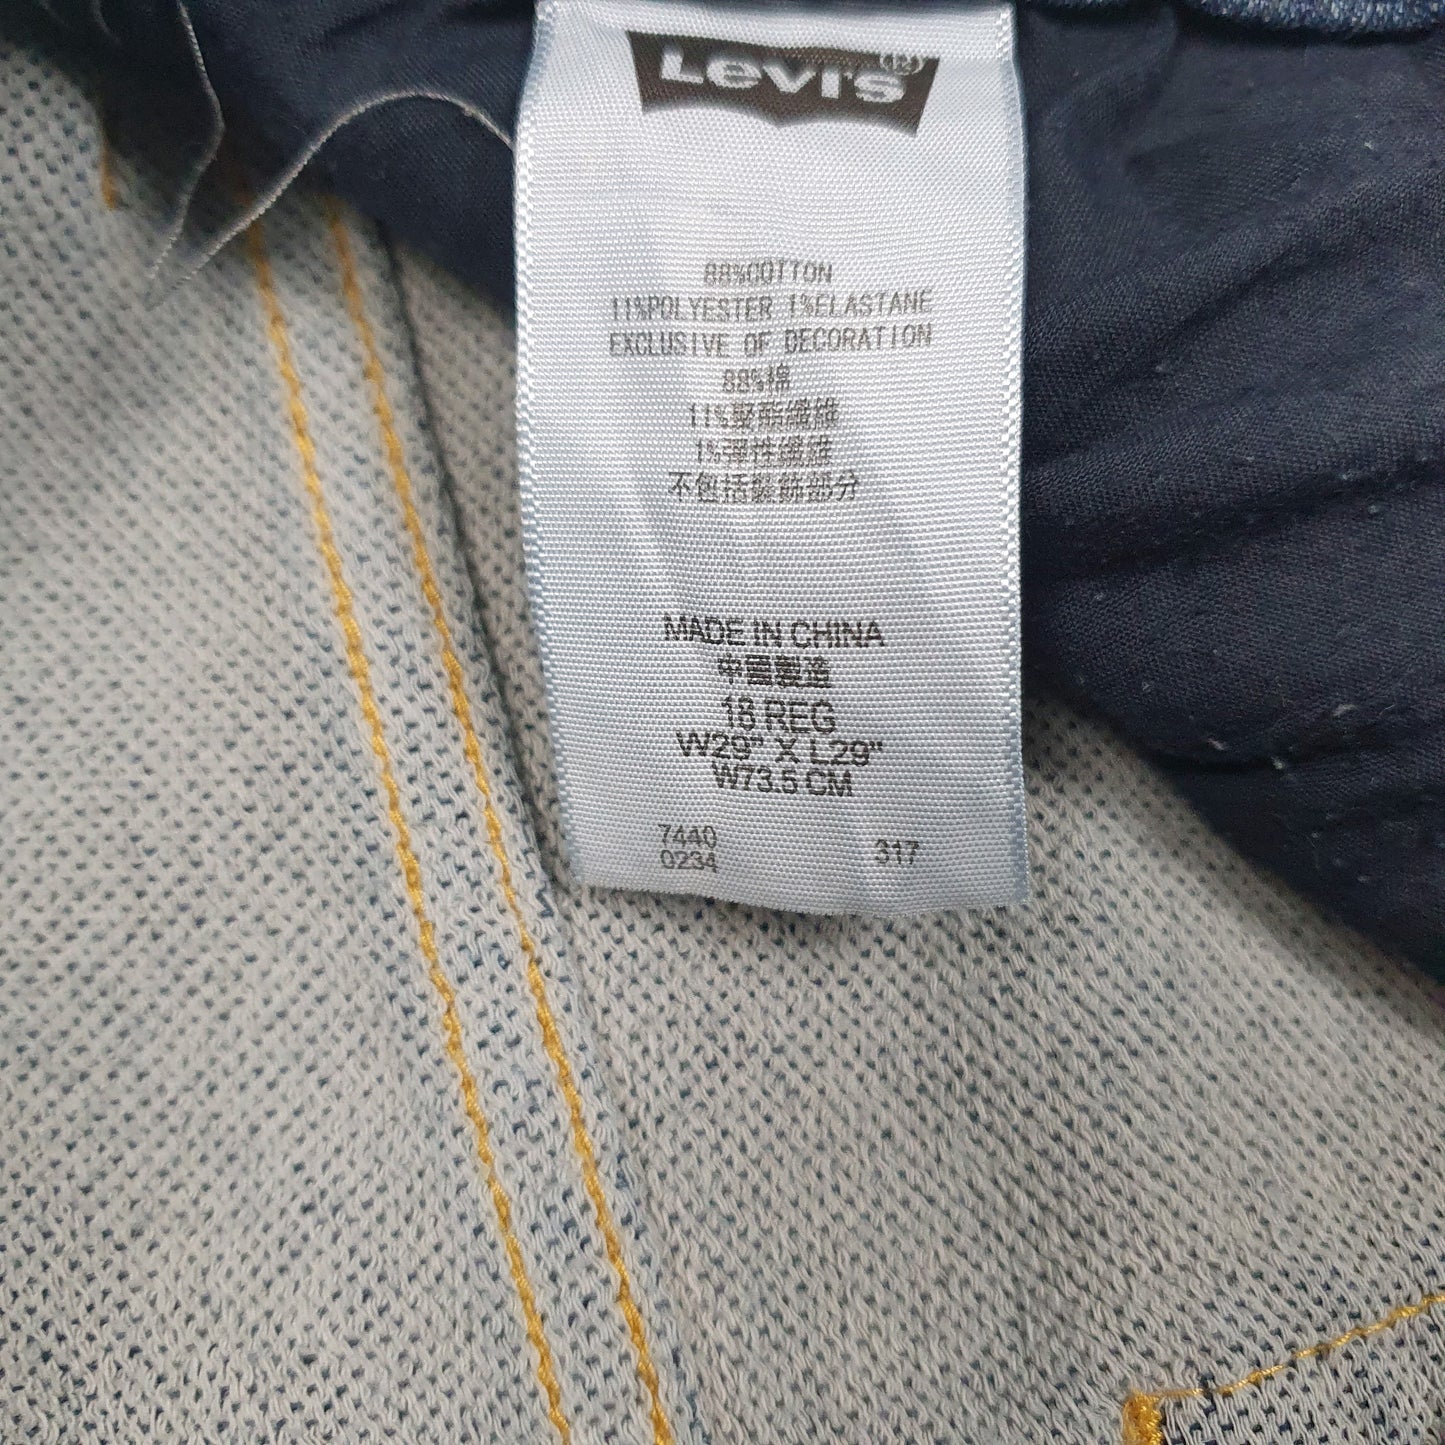 Levi's®
88%COTTON
11%POLYESTER 1%ELASTANE
EXCLUSIVE OF DECORATION
88%棉
11%聚酯纖維
1%彈性纖維
不包括裝飾部分
MADE IN CHINA
中國製造
18 REG
W29" X L29"
W73.5 CM
7440 317
0234